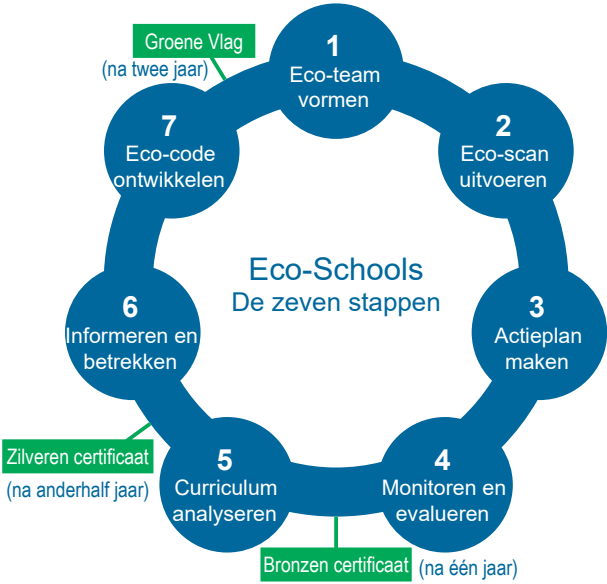 Groene Vlag
(na twee jaar)
1
Eco-team
vormen
2
Eco-scan
uitvoeren
3
Actieplan
maken
4
Monitoren en
evalueren
Bronzen certificaat
(na één jaar)
5
Curriculum
analyseren
Zilveren certificaat
(na anderhalf jaar)
6
Informeren en
betrekken
7
Eco-code
ontwikkelen
Eco-Schools
De zeven stappen